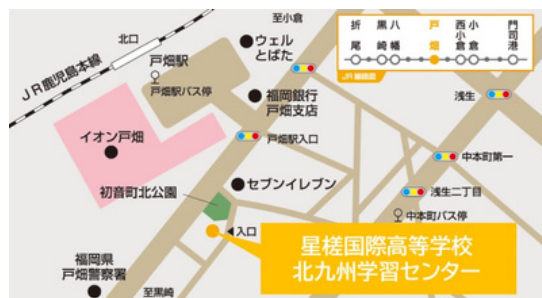 至小倉
折尾
黒崎
八幡
戸畑
西小倉
小倉
門司港
JR路線図
北口
JR鹿児島本線
戸畑駅
戸畑駅バス停
ウェル
とばた
福岡銀行
戸畑支店
浅生
イオン戸畑
戸畑駅入口
中本町第一
初音町北公園
セブンイレブン
浅生二丁目
中本町バス停
入口
星槎国際高等学校
北九州学習センター
福岡県
戸畑警察署
至黒崎